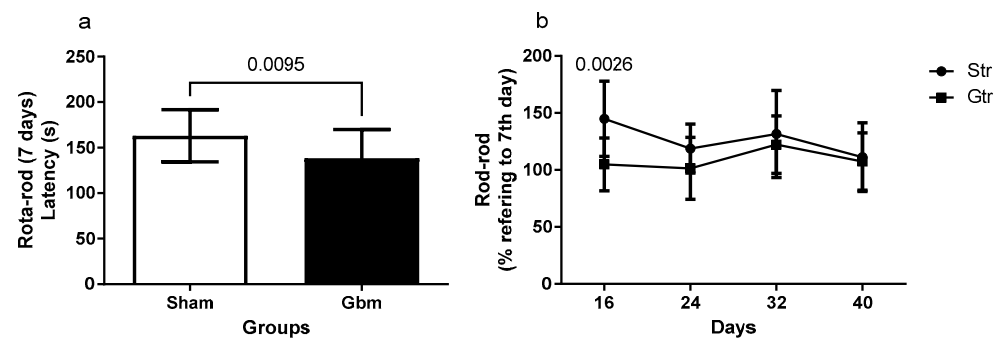 a
Rota-rod (7 days)
Latency (s)
250
200
150
100
50
0
0.0095
Sham
Gbm
Groups
b
Rod-rod
(% refering to 7th day)
200
150
100
50
0
0.0026
16
24
32
40
Days
Str
Gtr